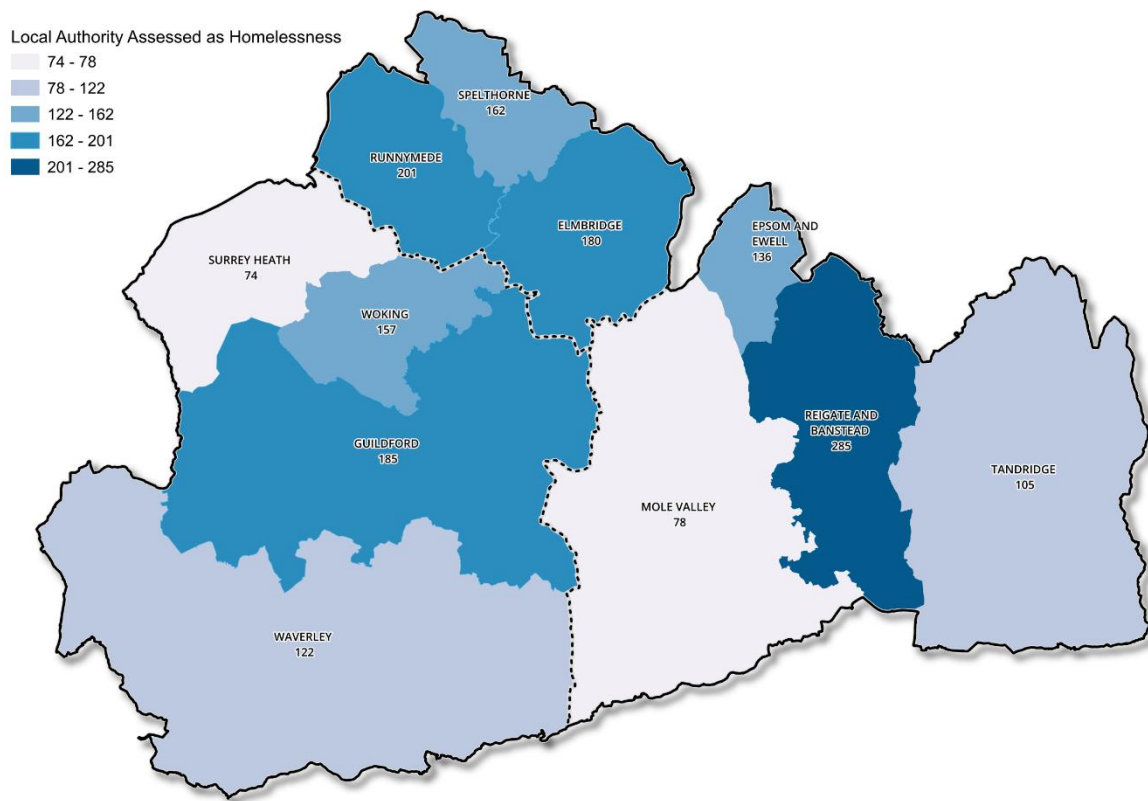 Local Authority Assessed as Homelessness
74 - 78
78 - 122
122 - 162
162 - 201
201 - 285
SPELTHORNE
162
RUNNYMEDE
201
ELMBRIDGE
180
EPSOM AND
EWELL
136
SURREY HEATH
74
WOKING
157
GUILDFORD
185
REIGATE AND
BANSTEAD
285
TANDRIDGE
105
MOLE VALLEY
78
WAVERLEY
122